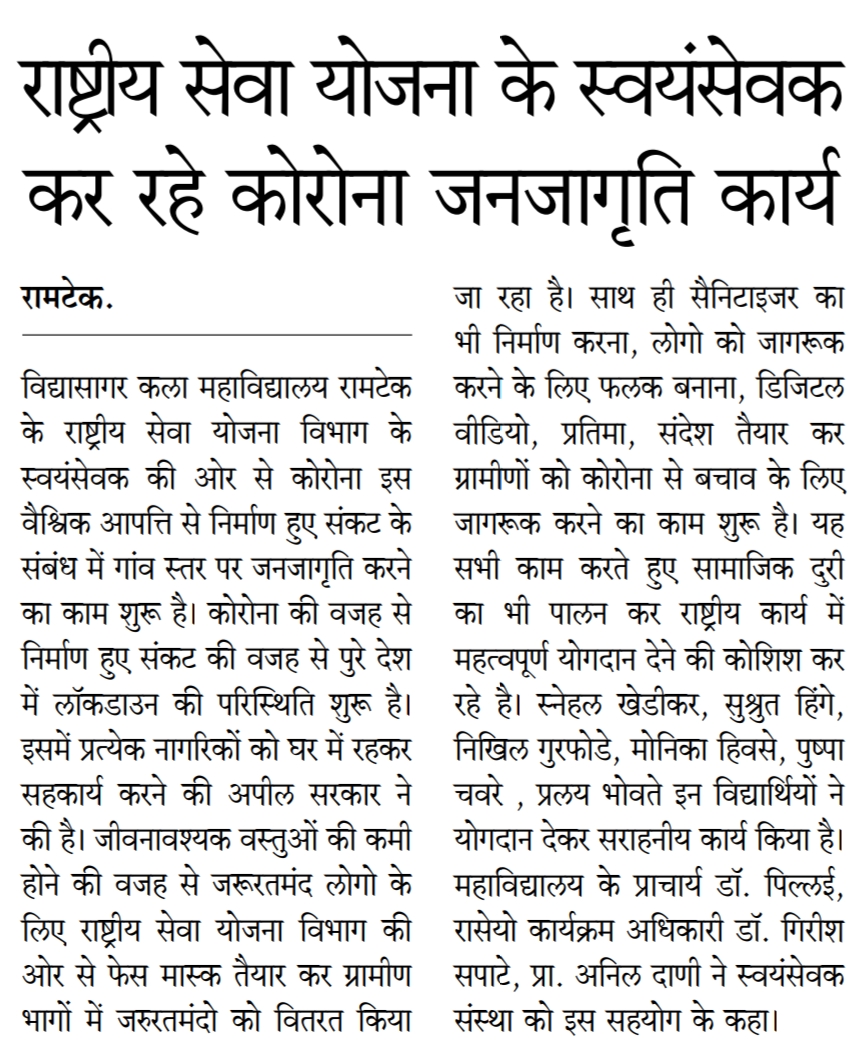 राष्ट्रीय सेवा योजना के स्वयंसेवक
कर रहे कोरोना जनजागृति कार्य
रामटेक.
विद्यासागर कला महाविद्यालय रामटेक
के राष्ट्रीय सेवा योजना विभाग के
स्वयंसेवक की ओर से कोरोना इस
वैश्विक आपत्ति से निर्माण हुए संकट के
संबंध में गांव स्तर पर जनजागृति करने
का काम शुरू है। कोरोना की वजह से
निर्माण हुए संकट की वजह से पुरे देश
में लॉकडाउन की परिस्थिति शुरू है।
इसमें प्रत्येक नागरिकों को घर में रहकर
सहकार्य करने की अपील सरकार ने
की है। जीवनावश्यक वस्तुओं की कमी
होने की वजह से जरूरतमंद लोगो के
लिए राष्ट्रीय सेवा योजना विभाग की
ओर से फेस मास्क तैयार कर ग्रामीण
भागों में जरुरतमंदो को वितरत किया
जा रहा है। साथ ही सैनिटाइजर का
भी निर्माण करना, लोगो को जागरूक
करने के लिए फलक बनाना, डिजिटल
वीडियो, प्रतिमा, संदेश तैयार कर
ग्रामीणों को कोरोना से बचाव के लिए
जागरूक करने का काम शुरू है। यह
सभी काम करते हुए सामाजिक दुरी
का भी पालन कर राष्ट्रीय कार्य में
महत्वपूर्ण योगदान देने की कोशिश कर
रहे है। स्नेहल खेडीकर, सुश्रुत हिंगे,
निखिल गुरफोडे, मोनिका हिवसे, पुष्पा
चवरे , प्रलय भोवते इन विद्यार्थियों ने
योगदान देकर सराहनीय कार्य किया है।
महाविद्यालय के प्राचार्य डॉ. पिल्लई,
रासेयो कार्यक्रम अधिकारी डॉ. गिरीश
सपाटे, प्रा. अनिल दाणी ने स्वयंसेवक
संस्था को इस सहयोग के कहा।